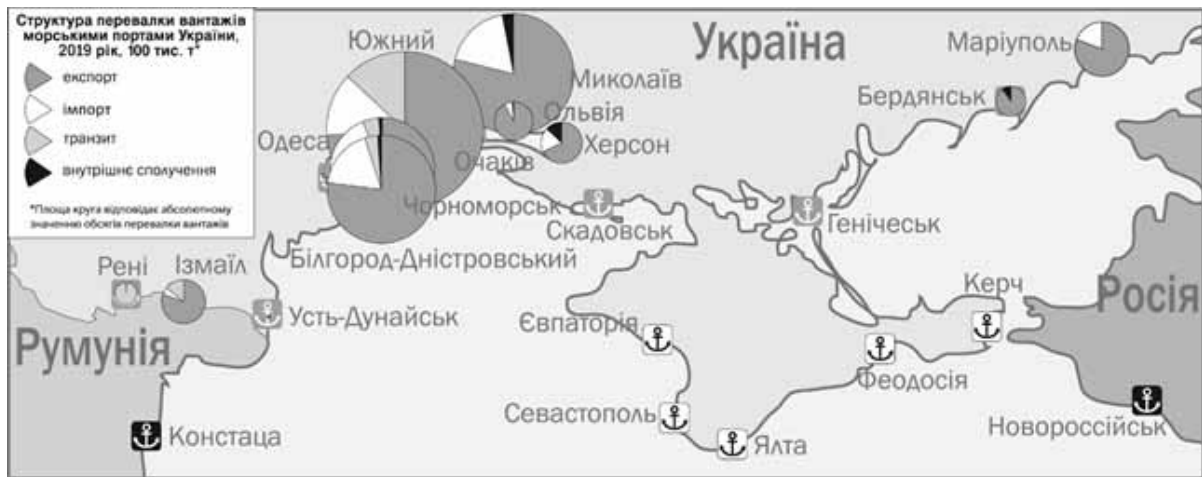 Структура перевалки вантажів
морськими портами України,
2019 рік, 100 тис. т*
експорт
імпорт
транзит
внутрішнє сполучення
*Площа круга відповідає абсолютному
значенню обсягів перевалки вантажів
Южний
Україна
Маріуполь
Миколаїв
Бердянськ
Ольвія
Одеса
Херсон
Очаків
Чорноморськ
Скадовськ
Генічеськ
Білгород-Дністровський
Рені
Ізмаїл
Керч
Росія
Усть-Дунайськ
Євпаторія
Румунія
Феодосія
Севастополь
Новороссійськ
Констаца
Ялта